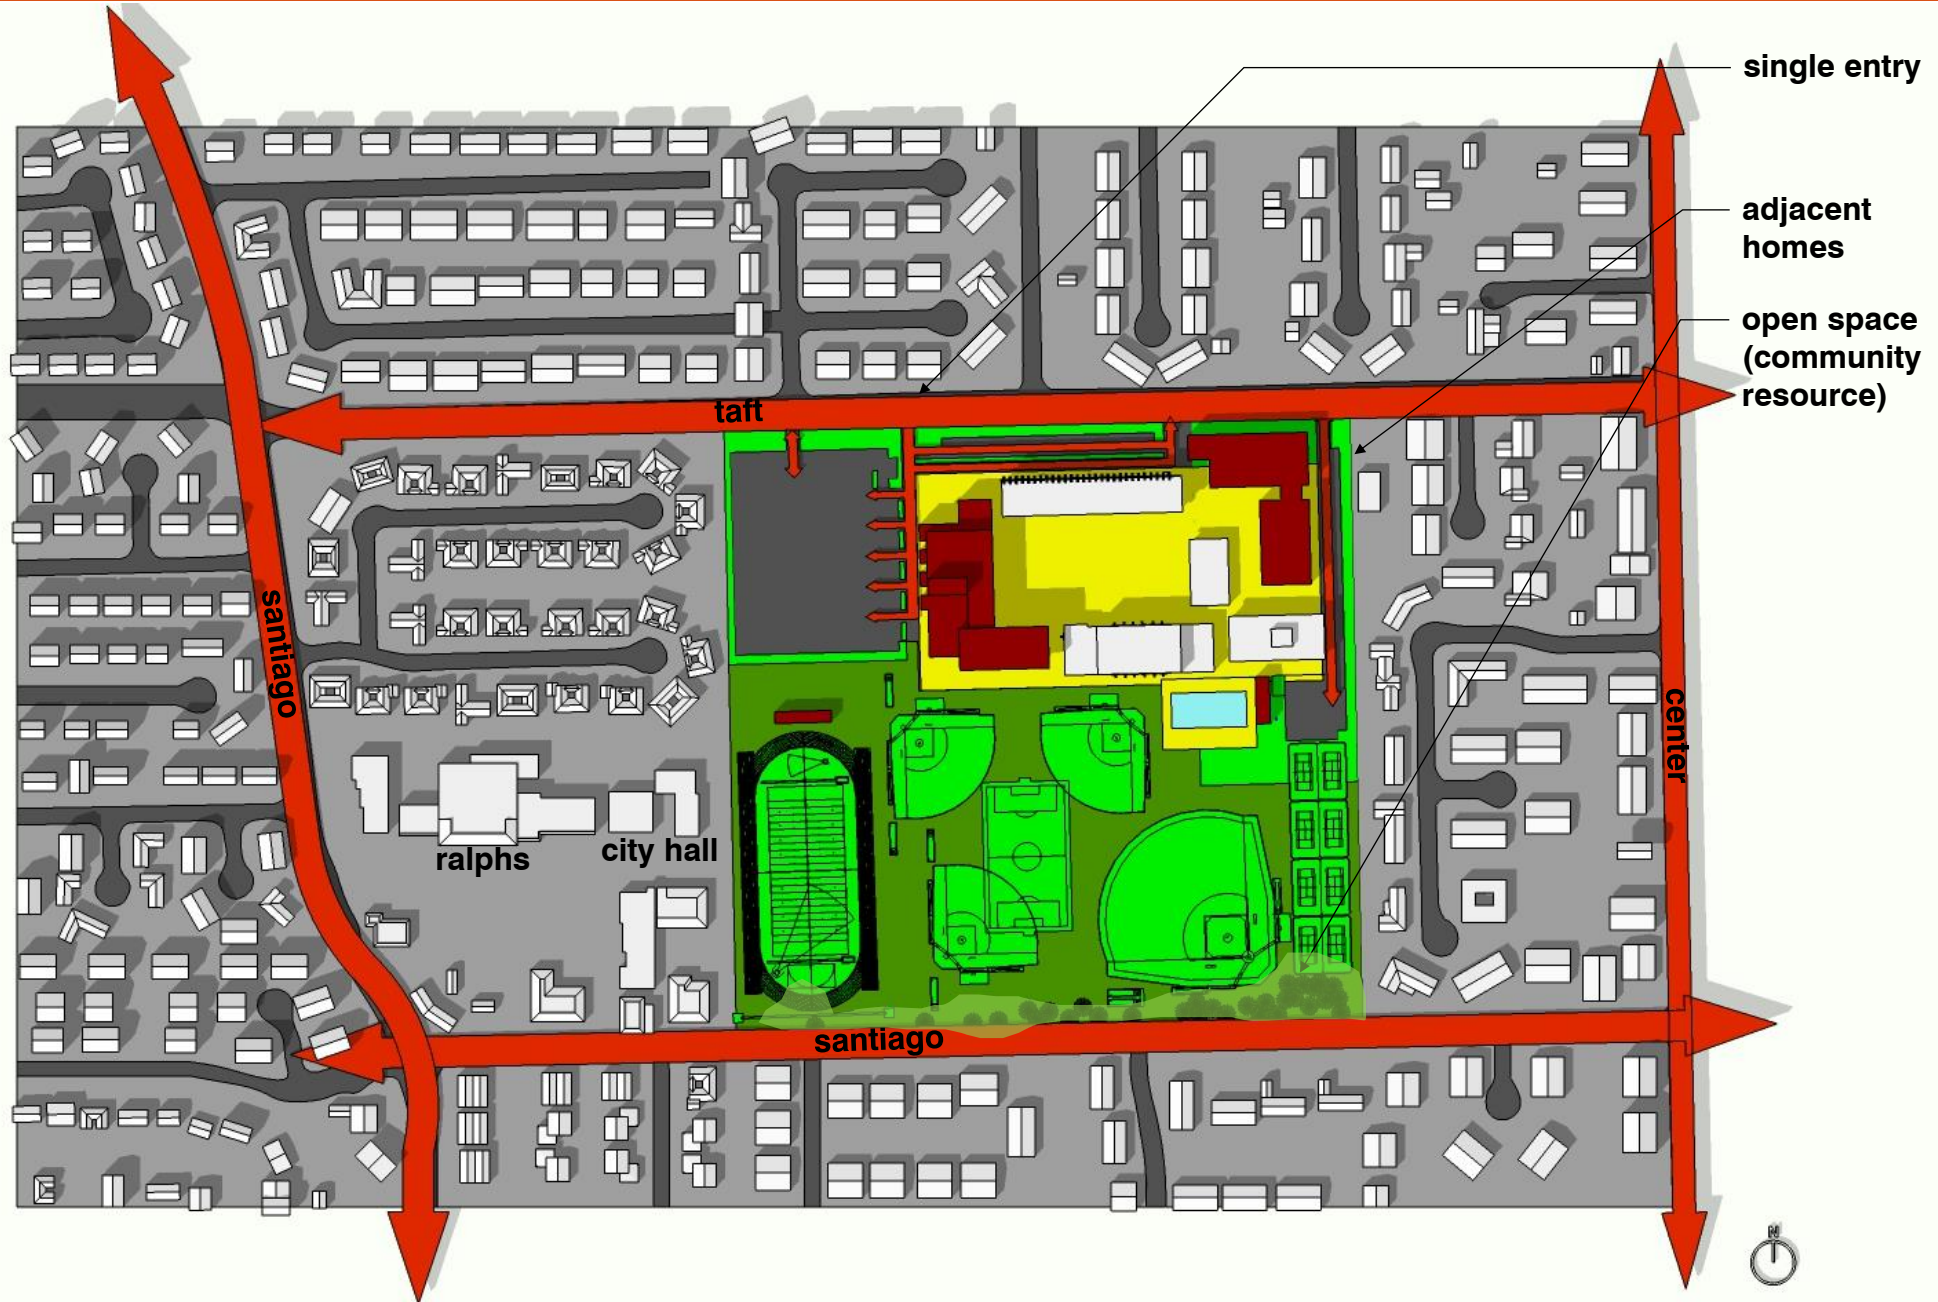 single entry
adjacent
homes
open space
(community
resource)
taft
santiago
center
ralphs
city hall
santiago
N